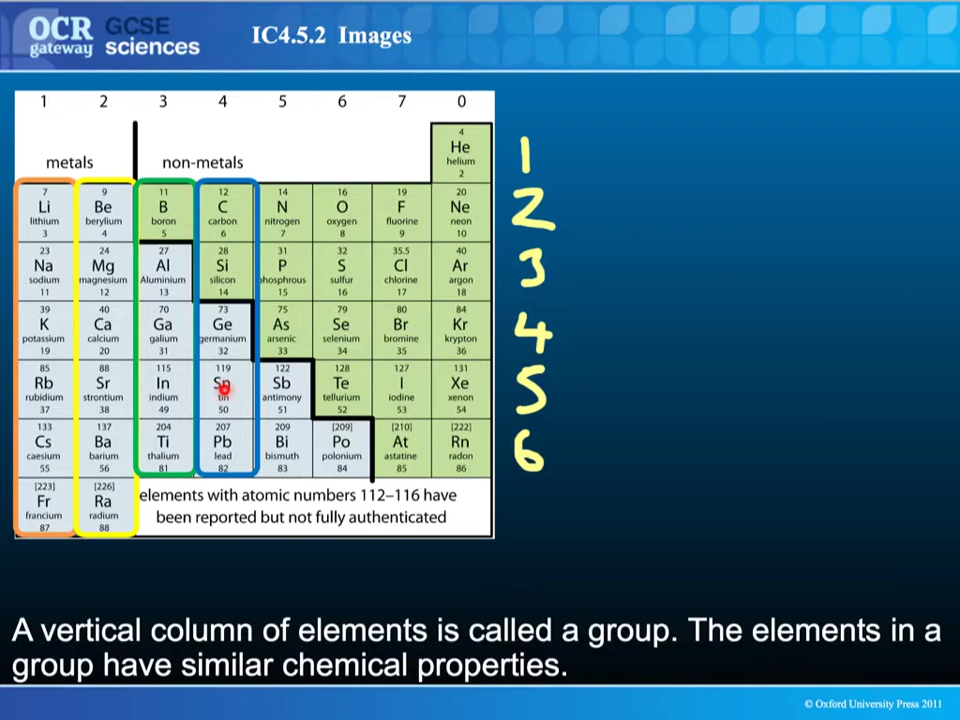 OCR GCSE
gateway sciences
IC4.5.2 Images
1 2 3 4 5 6 7 0
metals non-metals
4
He
helium
2
7 9 11 12 14 16 19 20
Li Be B C N O F Ne
lithium berylium boron carbon nitrogen oxygen fluorine neon
3 4 5 6 7 8 9 10
23 24 27 28 31 32 35.5 40
Na Mg Al Si P S Cl Ar
sodium magnesium Aluminium silicon phosphrous sulfur chlorine argon
11 12 13 14 15 16 17 18
39 40 70 73 75 79 80 84
K Ca Ga Ge As Se Br Kr
potassium calcium galium germanium arsenic selenium bromine krypton
19 20 31 32 33 34 35 36
85 88 115 119 122 128 127 131
Rb Sr In Sn Sb Te I Xe
rubidium strontium indium tin antimony tellurium iodine xenon
37 38 49 50 51 52 53 54
133 137 204 207 209 [209] [210] [222]
Cs Ba Ti Pb Bi Po At Rn
caesium barium thalium lead bismuth polonium astatine radon
55 56 81 82 83 84 85 86
[223] [226]
Fr Ra
francium radium
87 88
elements with atomic numbers 112–116 have
been reported but not fully authenticated
1
2
3
4
5
6
A vertical column of elements is called a group. The elements in a
group have similar chemical properties.
© Oxford University Press 2011